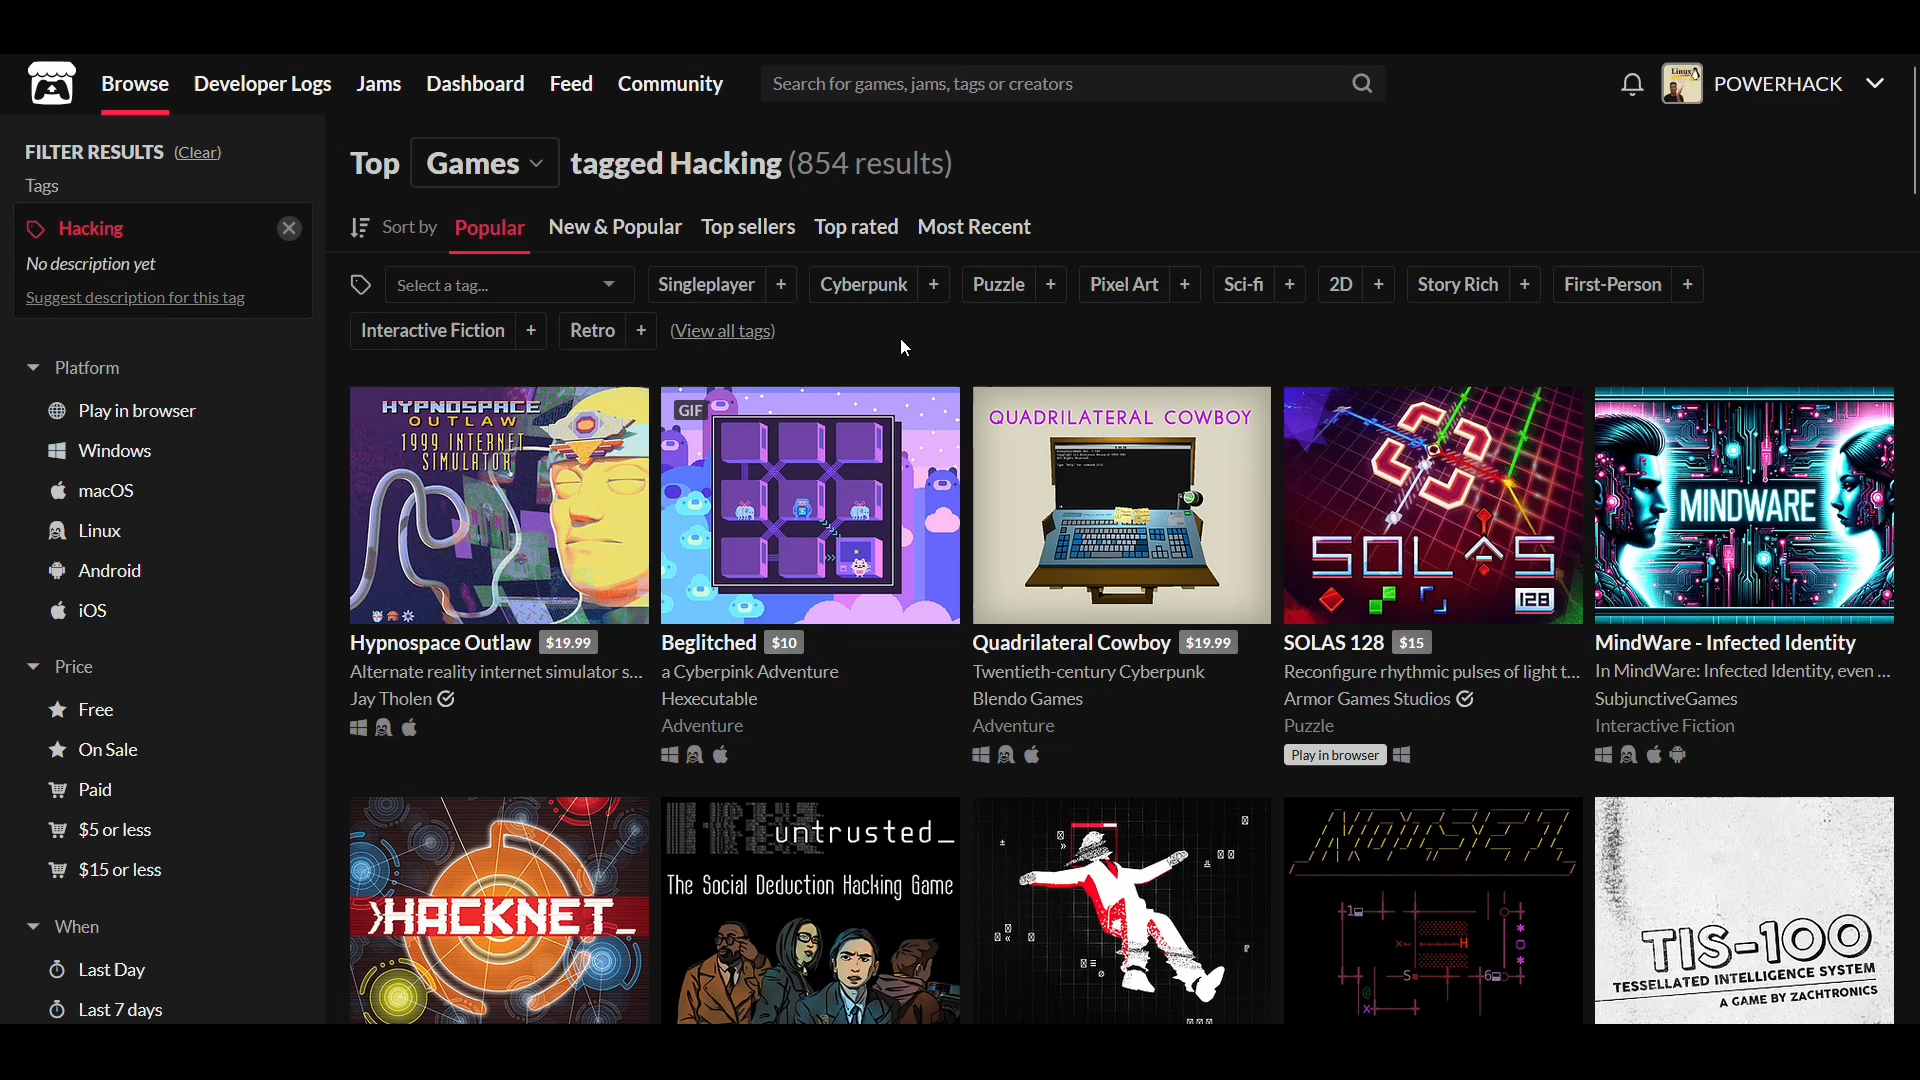 Browse Developer Logs Jams Dashboard Feed Community Search for games, jams, tags or creators POWERHACK
FILTER RESULTS (Clear)
Tags
Hacking
No description yet
Suggest description for this tag
Platform
Play in browser
Windows
macOS
Linux
Android
iOS
Price
Free
On Sale
Paid
$5 or less
$15 or less
When
Last Day
Last 7 days
Top Games tagged Hacking (854 results)
Sort by Popular New & Popular Top sellers Top rated Most Recent
Select a tag... Singleplayer + Cyberpunk + Puzzle + Pixel Art + Sci-fi + 2D + Story Rich + First-Person +
Interactive Fiction + Retro + (View all tags)
HYPNOSPACE
OUTLAW
1999 INTERNET
SIMULATOR
Hypnospace Outlaw $19.99
Alternate reality internet simulator s...
Jay Tholen
GIF
Beglitched $10
a Cyberpink Adventure
Hexecutable
Adventure
QUADRILATERAL COWBOY
Quadrilateral Cowboy $19.99
Twentieth-century Cyberpunk
Blendo Games
Adventure
SOLAS
128
SOLAS 128 $15
Reconfigure rhythmic pulses of light t...
Armor Games Studios
Puzzle
Play in browser
MINDWARE
MindWare - Infected Identity
In MindWare: Infected Identity, even ...
SubjunctiveGames
Interactive Fiction
HACKNET_
untrusted_
The Social Deduction Hacking Game
TIS-100
TESSELLATED INTELLIGENCE SYSTEM
A GAME BY ZACHTRONICS